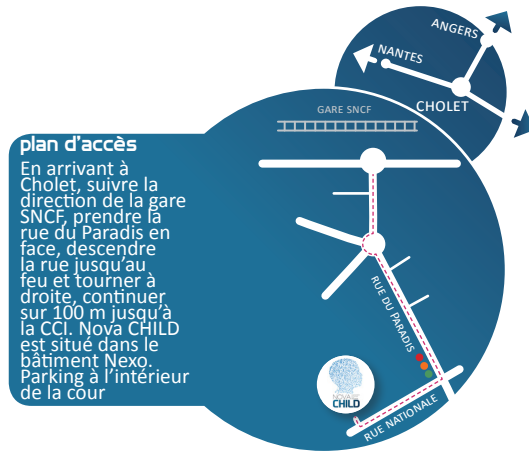 ANGERS
NANTES
CHOLET
GARE SNCF
plan d'accès
En arrivant à
Cholet, suivre la
direction de la gare
SNCF, prendre la
rue du Paradis en
face, descendre
la rue jusqu'au
feu et tourner à
droite, continuer
sur 100 m jusqu'à
la CCI. Nova CHILD
est situé dans le
bâtiment Nexo.
Parking à l'intérieur
de la cour
RUE DU PARADIS
NOVA
CHILD
RUE NATIONALE